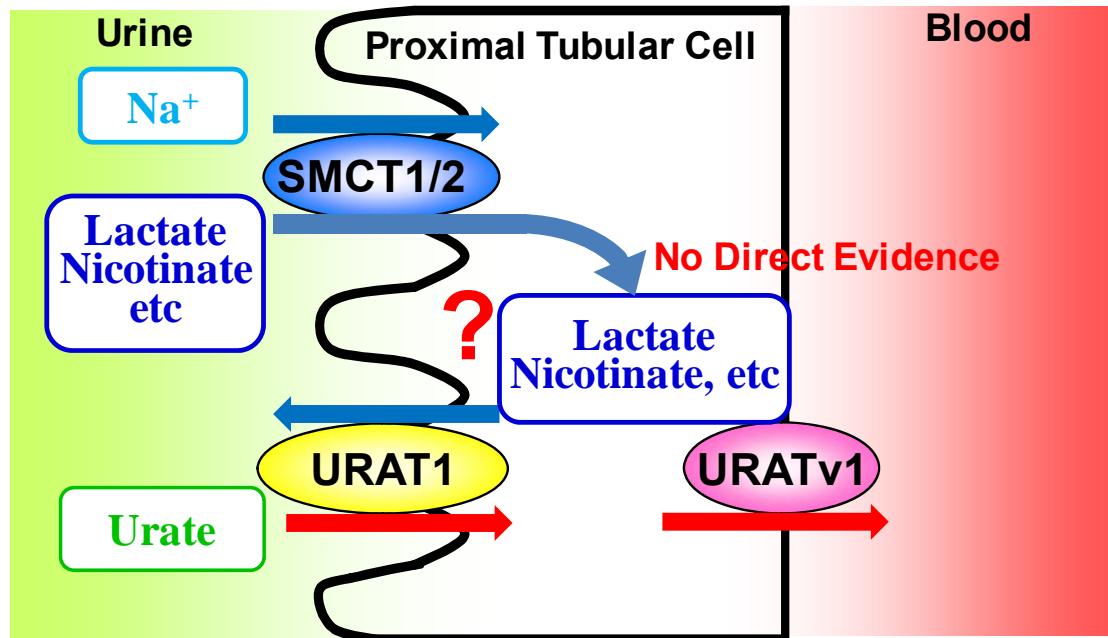 Urine
Proximal Tubular Cell
Blood
Na⁺
SMCT1/2
Lactate
Nicotinate
etc
No Direct Evidence
?
Lactate
Nicotinate, etc
URAT1
URATv1
Urate